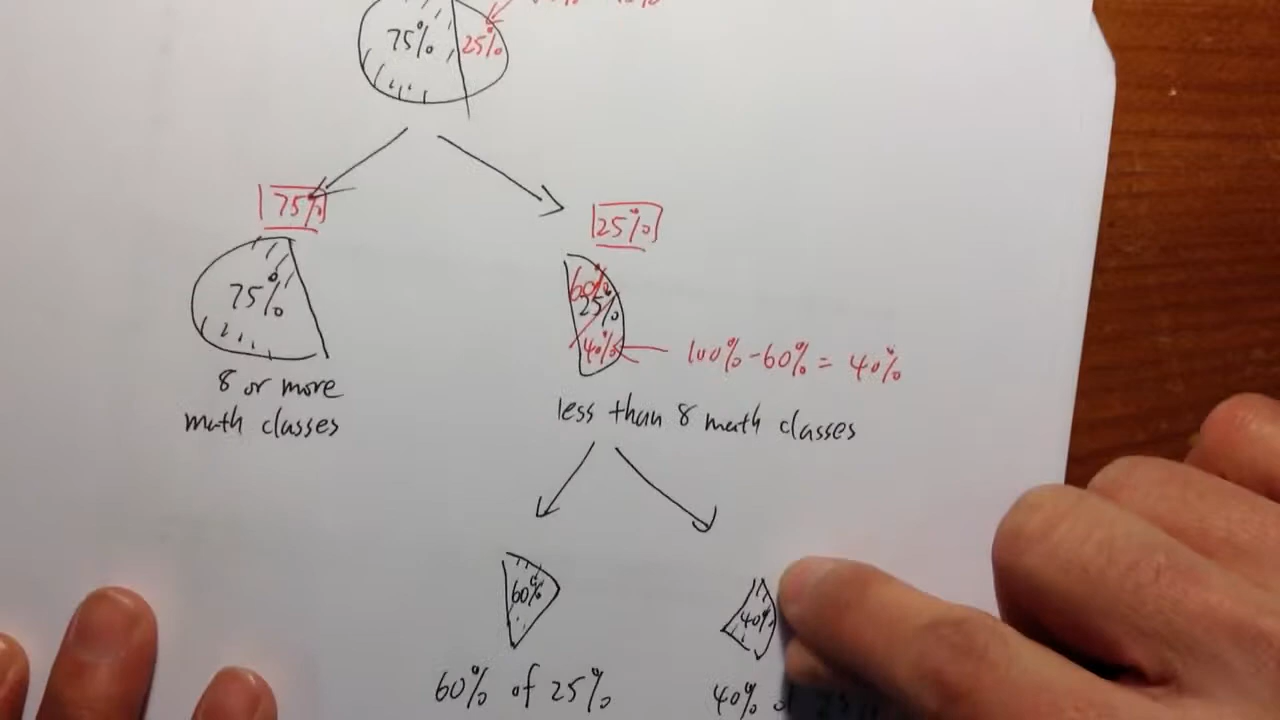 75% 25%
75%
25%
60%
75%
25%
40%
100% - 60% = 40%
8 or more
math classes
less than 8 math classes
60%
40%
60% of 25%
40%